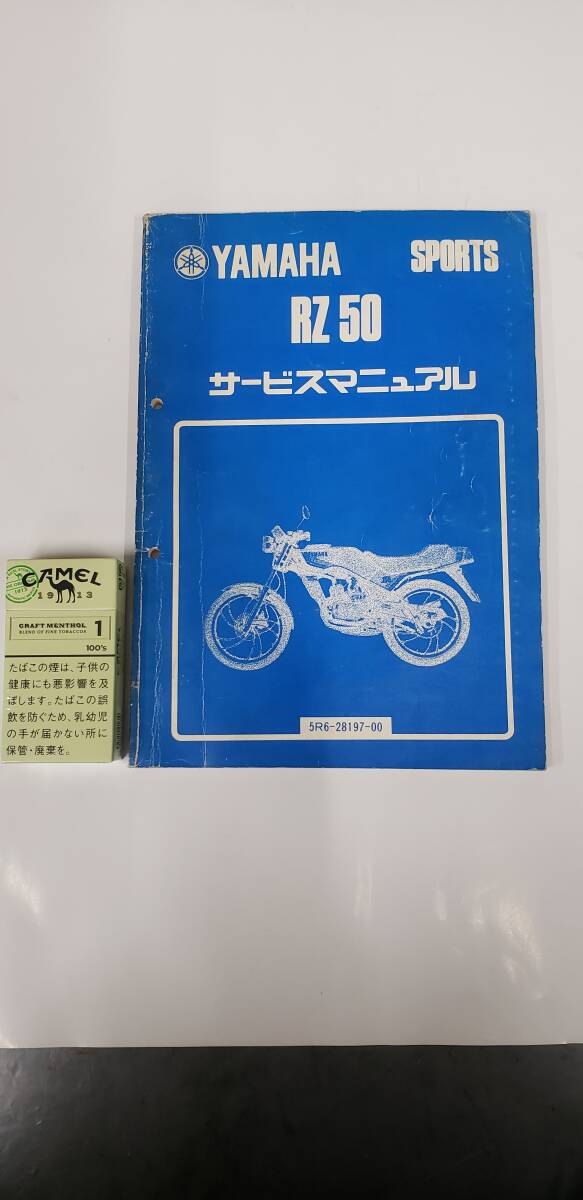 YAMAHA SPORTS
RZ 50
サービスマニュアル
YAMAHA
5R6-28197-00
CAMEL
1913
CRAFT MENTHOL 1
BLEND OF FINE TOBACCOS
100's
たばこの煙は、子供の
健康にも悪影響を及
ぼします。たばこの誤
飲を防ぐため、乳幼児
の手が届かない所に
保管・廃棄を。
CAMEL